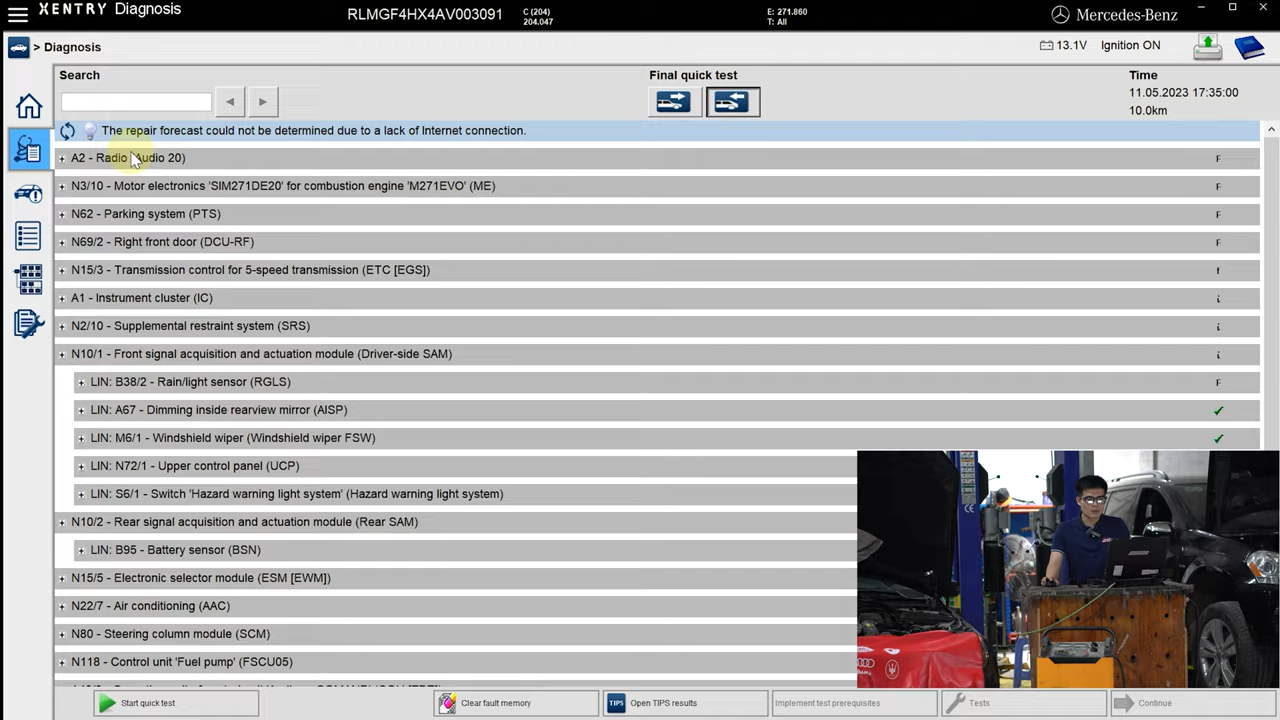 XENTRY Diagnosis
RLMGF4HX4AV003091
C (204)
204.047
E: 271.860
T: All
Mercedes-Benz
> Diagnosis
13.1V Ignition ON
Search
Final quick test
Time
11.05.2023 17:35:00
10.0km
The repair forecast could not be determined due to a lack of Internet connection.
+ A2 - Radio (Audio 20) F
+ N3/10 - Motor electronics 'SIM271DE20' for combustion engine 'M271EVO' (ME) F
+ N62 - Parking system (PTS) F
+ N69/2 - Right front door (DCU-RF) F
+ N15/3 - Transmission control for 5-speed transmission (ETC [EGS]) f
+ A1 - Instrument cluster (IC) i
+ N2/10 - Supplemental restraint system (SRS) i
+ N10/1 - Front signal acquisition and actuation module (Driver-side SAM) i
+ LIN: B38/2 - Rain/light sensor (RGLS) F
+ LIN: A67 - Dimming inside rearview mirror (AISP) ✓
+ LIN: M6/1 - Windshield wiper (Windshield wiper FSW) ✓
+ LIN: N72/1 - Upper control panel (UCP)
+ LIN: S6/1 - Switch 'Hazard warning light system' (Hazard warning light system)
+ N10/2 - Rear signal acquisition and actuation module (Rear SAM)
+ LIN: B95 - Battery sensor (BSN)
+ N15/5 - Electronic selector module (ESM [EWM])
+ N22/7 - Air conditioning (AAC)
+ N80 - Steering column module (SCM)
+ N118 - Control unit 'Fuel pump' (FSCU05)
Start quick test
Clear fault memory
TIPS Open TIPS results
Implement test prerequisites
Tests
Continue